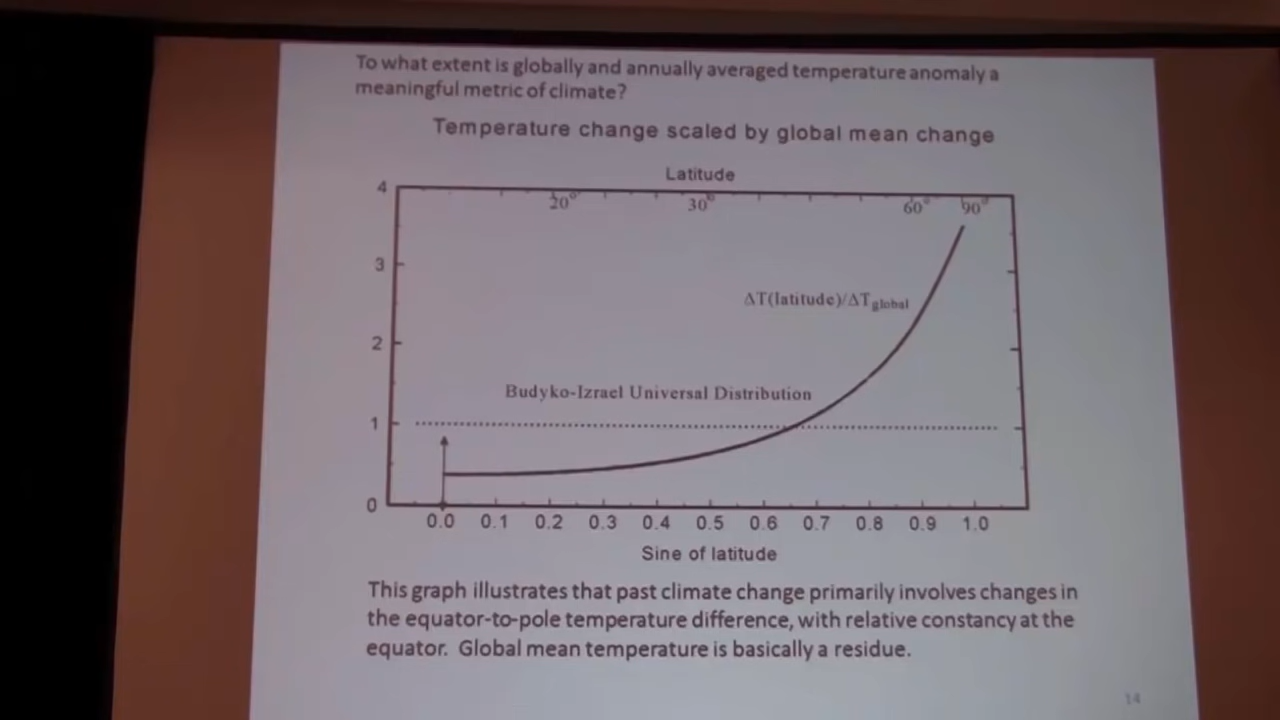 To what extent is globally and annually averaged temperature anomaly a
meaningful metric of climate?
Temperature change scaled by global mean change
Latitude
20° 30° 60° 90°
4
3
2
1
0
ΔT(latitude)/ΔTglobal
Budyko-Izrael Universal Distribution
0.0 0.1 0.2 0.3 0.4 0.5 0.6 0.7 0.8 0.9 1.0
Sine of latitude
This graph illustrates that past climate change primarily involves changes in
the equator-to-pole temperature difference, with relative constancy at the
equator. Global mean temperature is basically a residue.
14